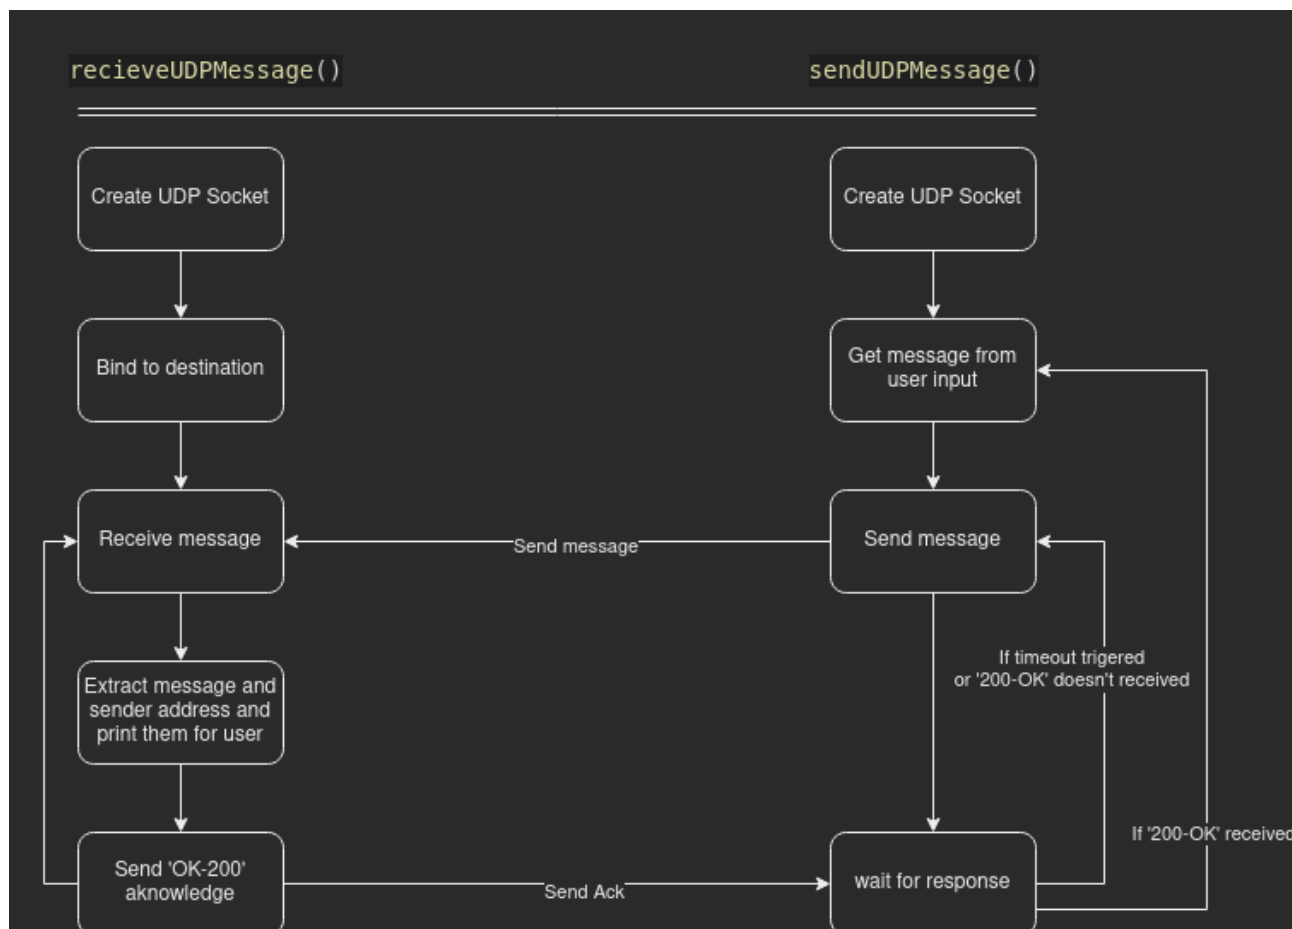 recieveUDPMessage()
sendUDPMessage()
Create UDP Socket
Create UDP Socket
Bind to destination
Get message from
user input
Receive message
Send message
Send message
If timeout trigered
or '200-OK' doesn't received
Extract message and
sender address and
print them for user
If '200-OK' received
Send 'OK-200'
aknowledge
Send Ack
wait for response